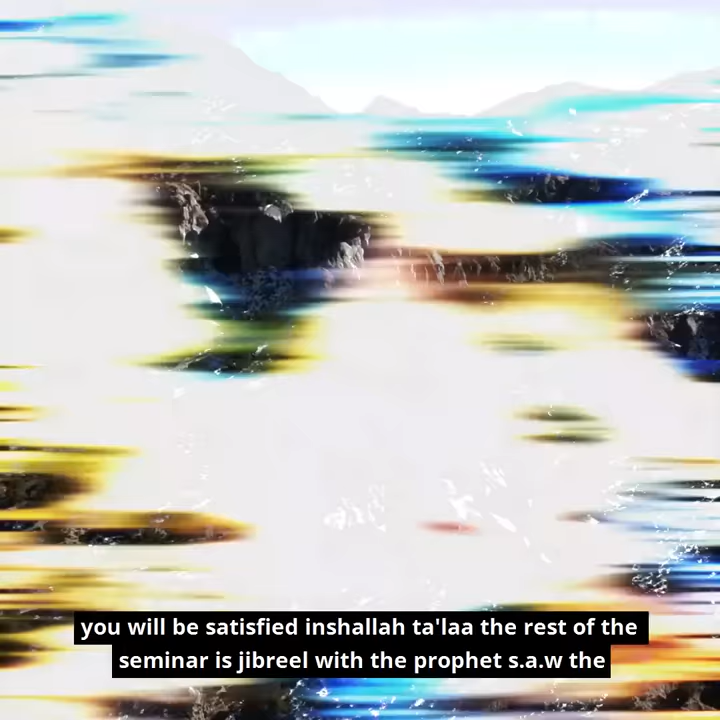 you will be satisfied inshallah ta'laa the rest of the
seminar is jibreel with the prophet s.a.w the